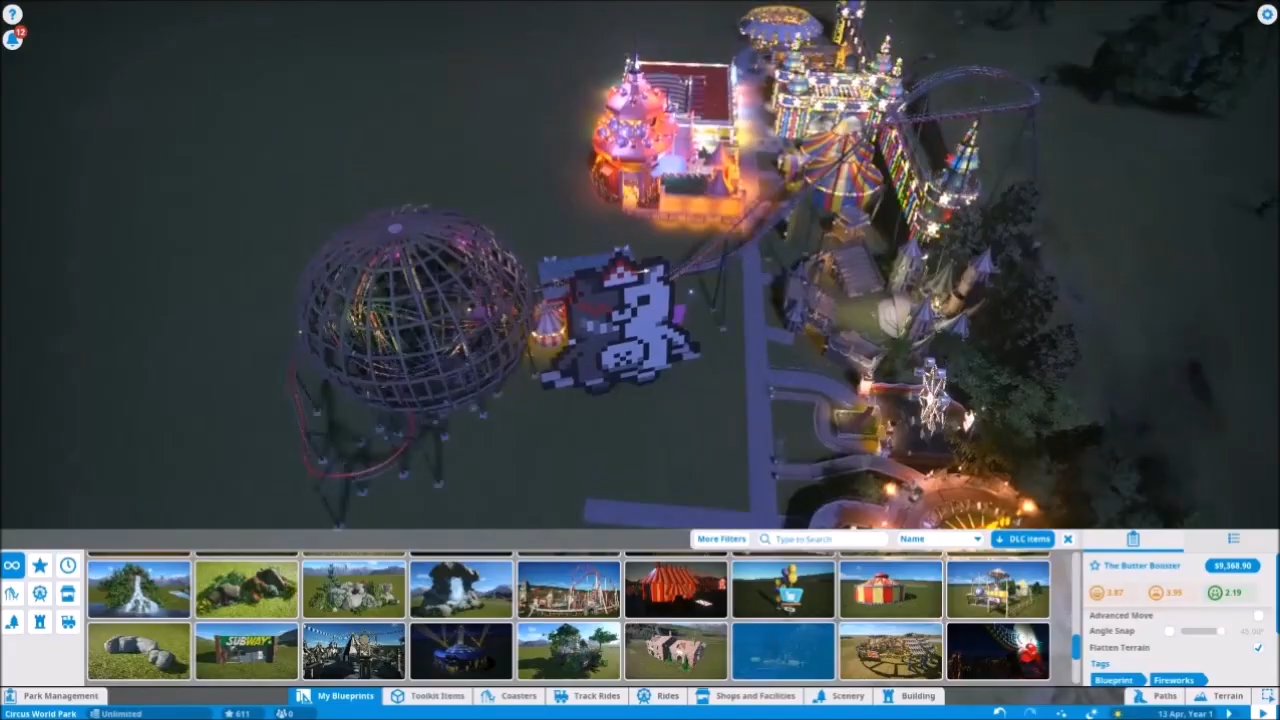 ?
12
More Filters
Type to Search
Name
DLC items
The Butter Booster
$9,368.90
3.87
3.99
2.19
Advanced Move
Angle Snap
45.00°
Flatten Terrain
Tags
Blueprint
Fireworks
SUBWAY
Park Management
My Blueprints
Toolkit Items
Coasters
Track Rides
Rides
Shops and Facilities
Scenery
Building
Paths
Terrain
Circus World Park
Unlimited
611
0
13 Apr, Year 1